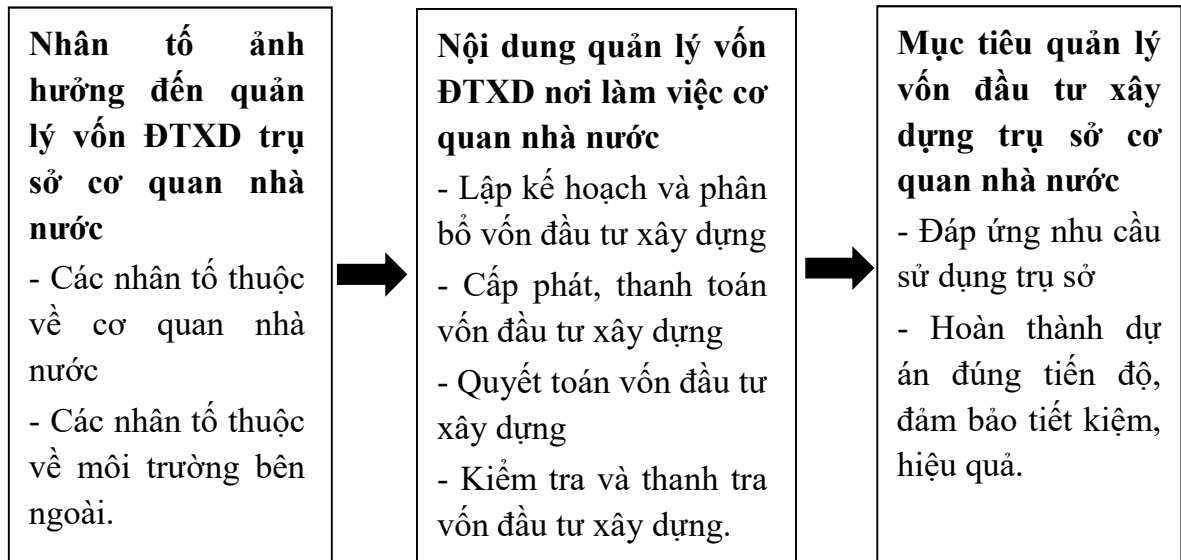 Nhân tố ảnh
hưởng đến quản
lý vốn ĐTXD trụ
sở cơ quan nhà
nước
- Các nhân tố thuộc
về cơ quan nhà
nước
- Các nhân tố thuộc
về môi trường bên
ngoài.
Nội dung quản lý vốn
ĐTXD nơi làm việc cơ
quan nhà nước
- Lập kế hoạch và phân
bổ vốn đầu tư xây dựng
- Cấp phát, thanh toán
vốn đầu tư xây dựng
- Quyết toán vốn đầu tư
xây dựng
- Kiểm tra và thanh tra
vốn đầu tư xây dựng.
Mục tiêu quản lý
vốn đầu tư xây
dựng trụ sở cơ
quan nhà nước
- Đáp ứng nhu cầu
sử dụng trụ sở
- Hoàn thành dự
án đúng tiến độ,
đảm bảo tiết kiệm,
hiệu quả.